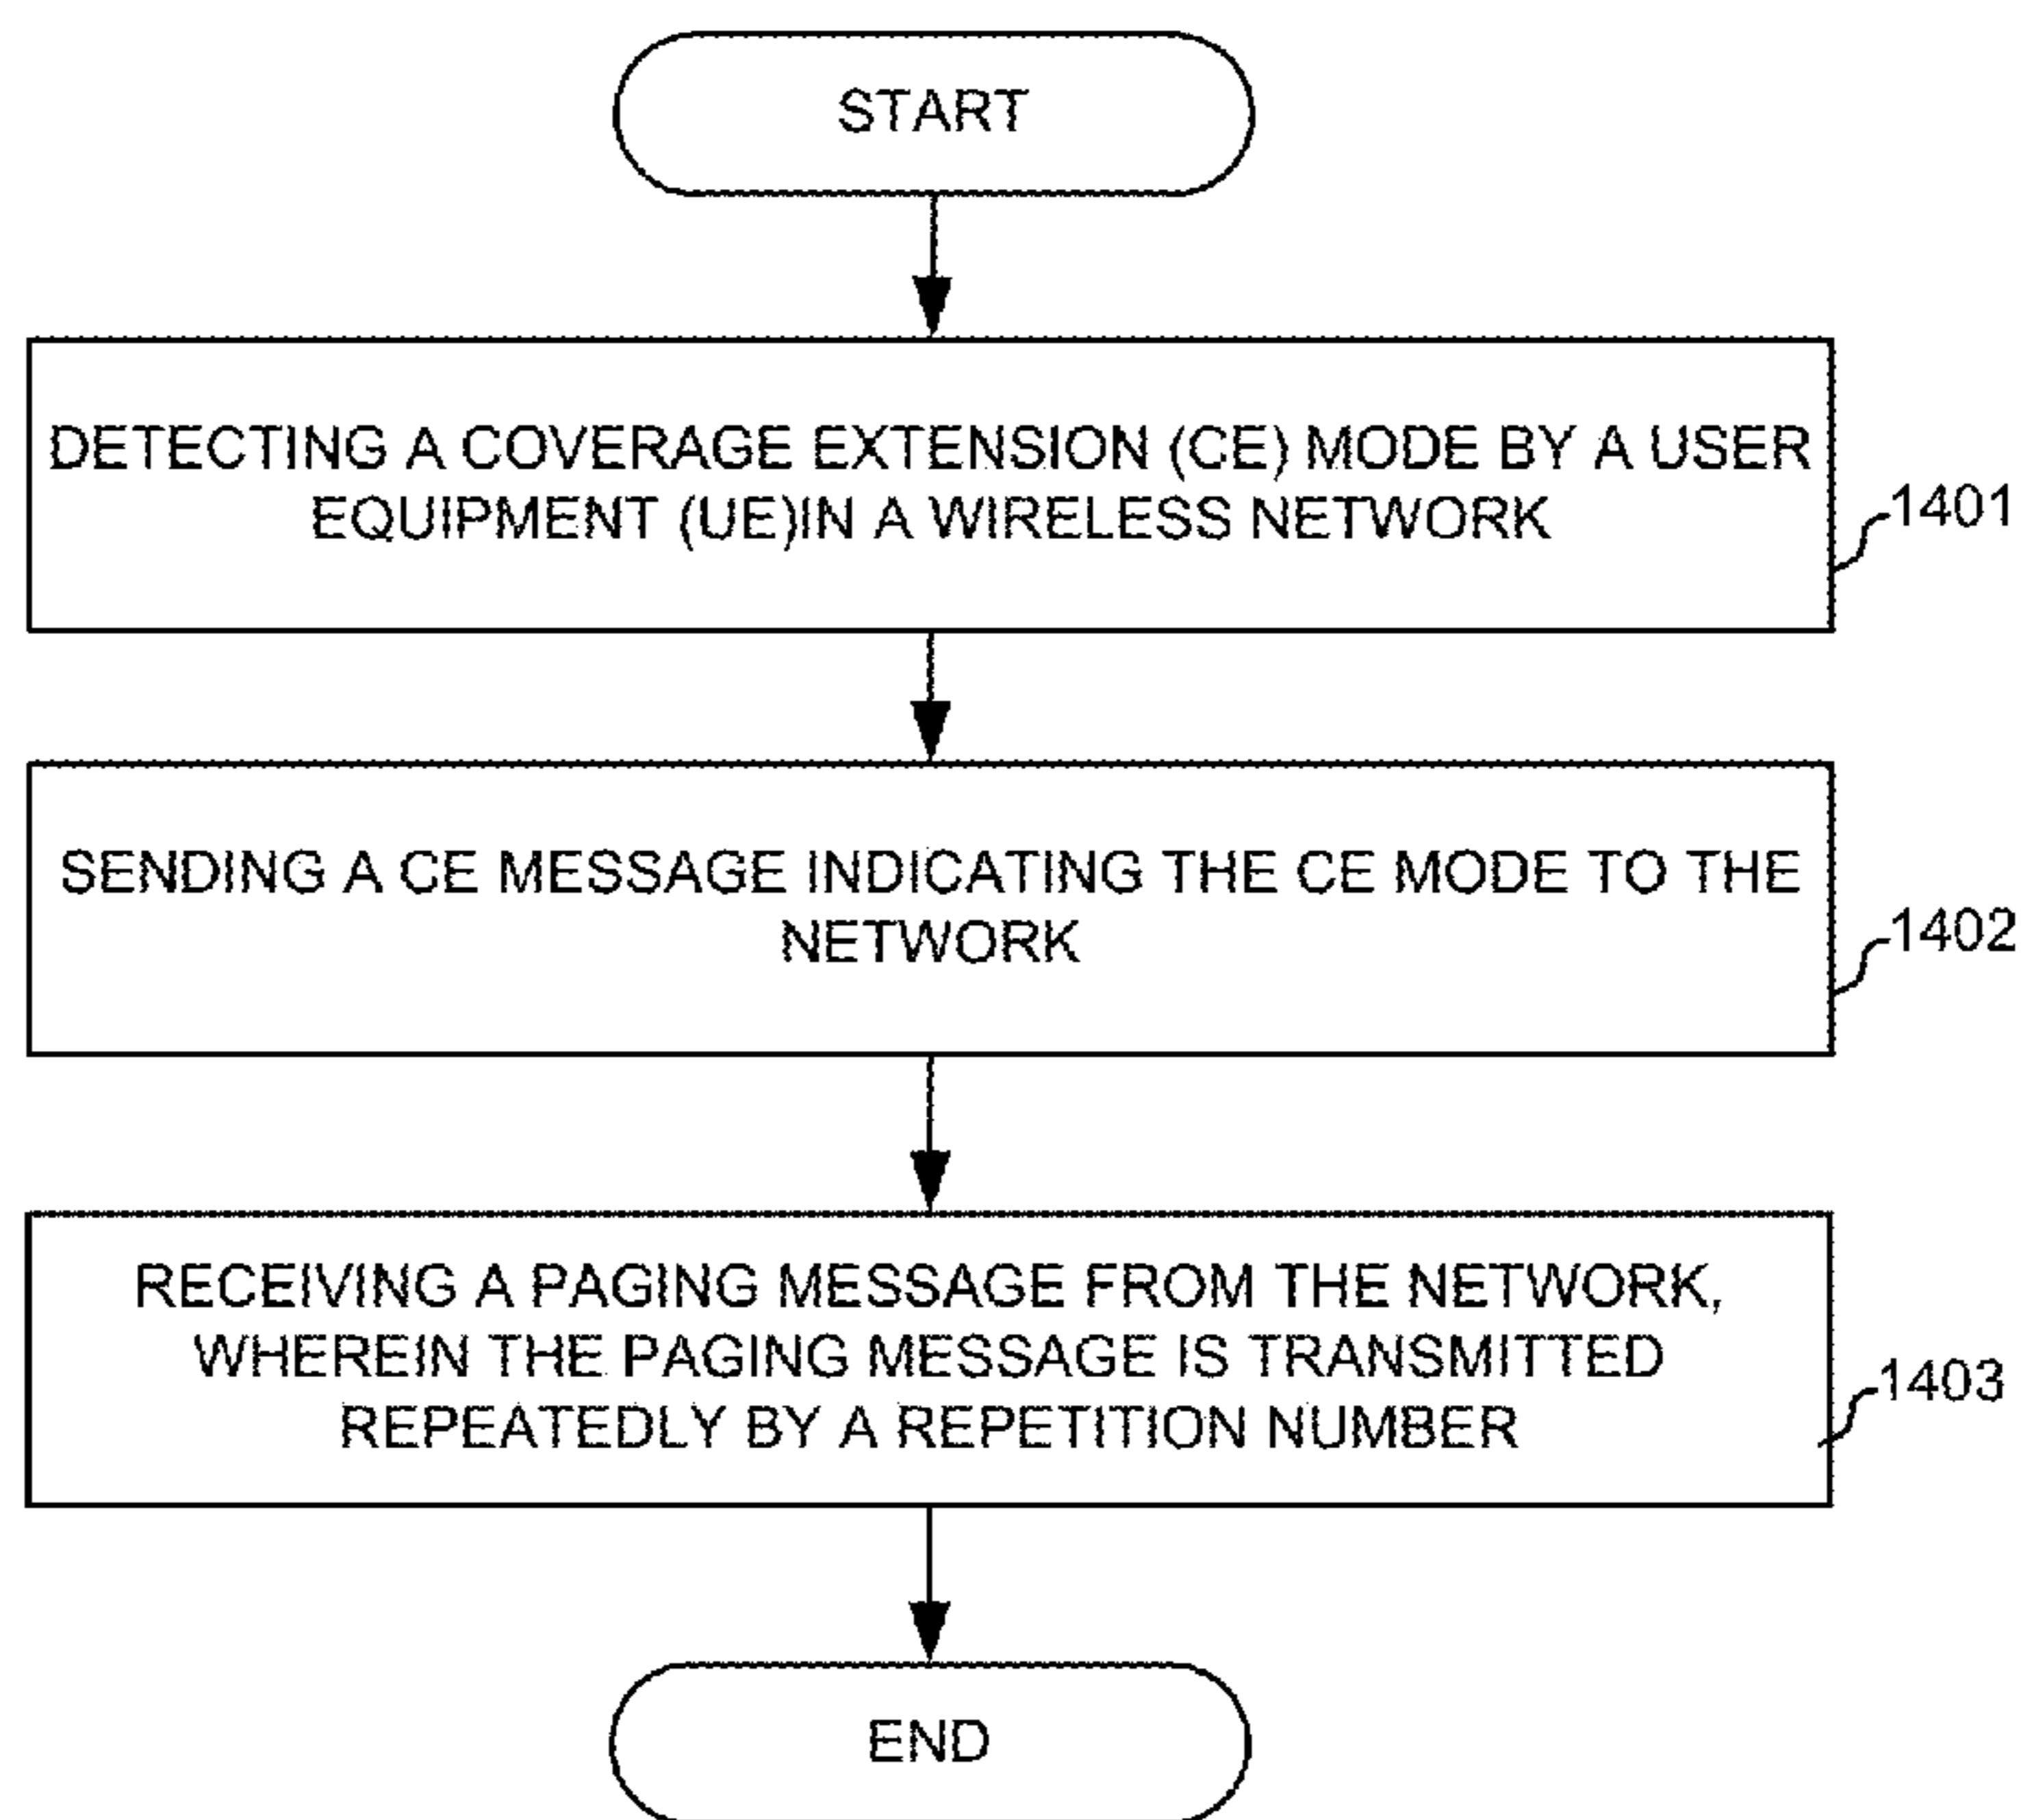 START
DETECTING A COVERAGE EXTENSION (CE) MODE BY A USER
EQUIPMENT (UE)IN A WIRELESS NETWORK
1401
SENDING A CE MESSAGE INDICATING THE CE MODE TO THE
NETWORK
1402
RECEIVING A PAGING MESSAGE FROM THE NETWORK,
WHEREIN THE PAGING MESSAGE IS TRANSMITTED
REPEATEDLY BY A REPETITION NUMBER
1403
END